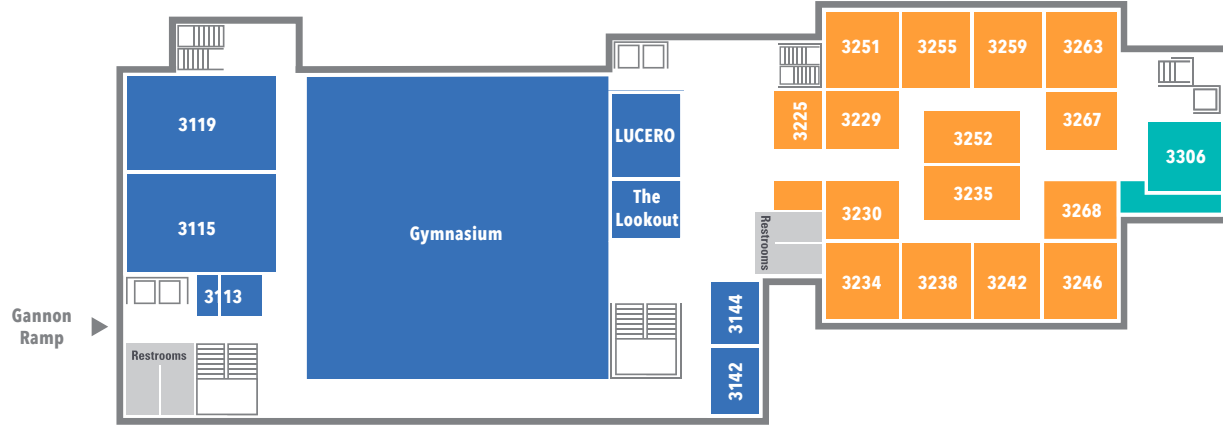 3251
3255
3259
3263
3119
3225
3229
3267
LUCERO
3252
3306
The
Lookout
3235
3115
Gymnasium
3230
3268
Restrooms
3113
3144
3234
3238
3242
3246
Gannon
Ramp
Restrooms
3142